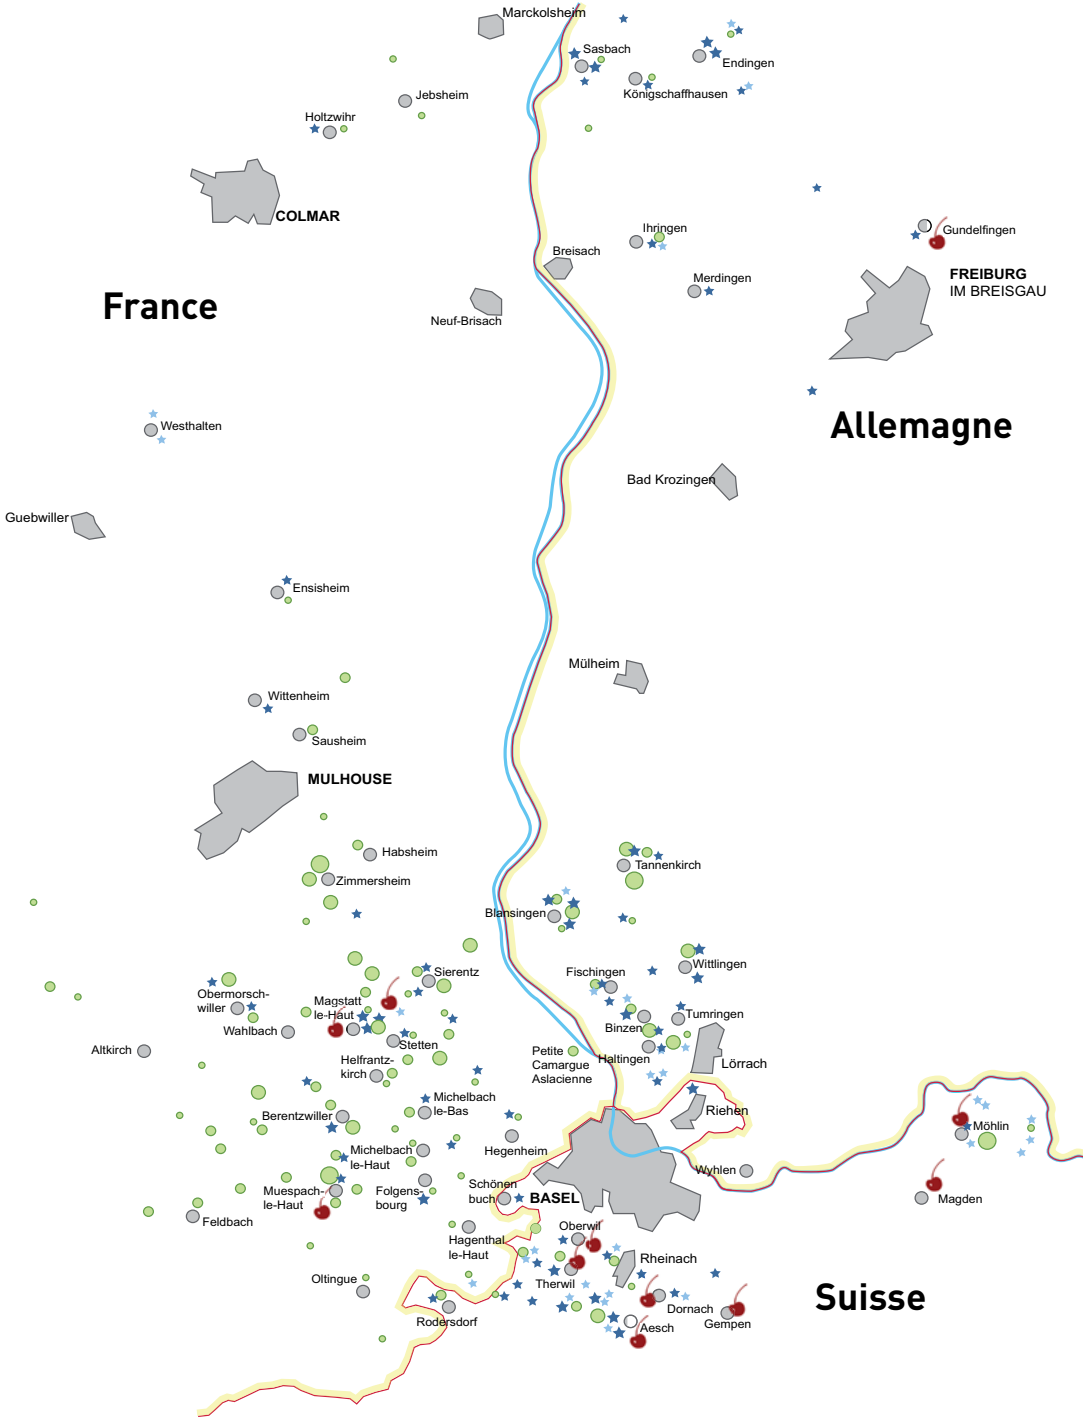 Marckolsheim
Sasbach
Endingen
Königschaffhausen
Jebsheim
Holtzwihr
COLMAR
Ihringen
Gundelfingen
Breisach
Merdingen
FREIBURG
IM BREISGAU
France
Neuf-Brisach
Allemagne
Westhalten
Bad Krozingen
Guebwiller
Ensisheim
Mülheim
Wittenheim
Sausheim
MULHOUSE
Habsheim
Tannenkirch
Zimmersheim
Blansingen
Wittlingen
Fischingen
Sierentz
Obermorsch-
willer
Magstatt
le-Haut
Tumringen
Binzen
Wahlbach
Stetten
Altkirch
Petite
Camargue
Aslacienne
Haltingen
Lörrach
Helfrantz-
kirch
Michelbach
le-Bas
Riehen
Berentzwiller
Möhlin
Hegenheim
Michelbach
le-Haut
Wyhlen
Muespach-
le-Haut
Folgens-
bourg
Schönen
buch
BASEL
Magden
Feldbach
Oberwil
Hagenthal
le-Haut
Rheinach
Oltingue
Therwil
Suisse
Dornach
Rodersdorf
Gempen
Aesch